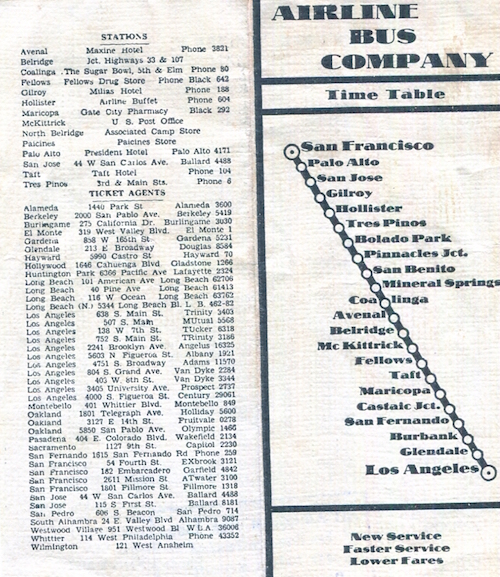 STATIONS
Avenal Maxine Hotel Phone 3821
Belridge Jct. Highways 33 & 107
Coalinga .The Sugar Bowl, 5th & Elm Phone 80
Fellows Fellows Drug Store Phone Black 642
Gilroy Milias Hotel Phone 188
Hollister Airline Buffet Phone 604
Maricopa Gate City Pharmacy Black 292
McKittrick U S. Post Office
North Belridge Associated Camp Store
Paicines Paicines Store
Palo Alto President Hotel Palo Alto 4171
San Jose 44 W San Carlos Ave. Ballard 4488
Taft Taft Hotel Phone 104
Tres Pinos 3rd & Main Sts. Phone 6
TICKET AGENTS
Alameda 1440 Park St Alameda 3600
Berkeley 2000 San Pablo Ave. Berkeley 5419
Burlingame 275 California Dr. Burlingame 3030
El Monte 319 West Valley Blvd. El Monte 1
Gardena 858 W 165th St Gardena 5231
Glendale 213 E Broadway Douglas 8584
Hayward 5990 Castro St Hayward 70
Hollywood 1646 Cahuenga Blvd. Gladstone 1266
Huntington Park 6366 Pacific Ave Lafayette 2324
Long Beach 101 American Ave Long Beach 62706
Long Beach 40 Pine Ave Long Beach 61413
Long Beach 116 W Ocean Long Beach 63762
Long Beach (N.) 5344 Long Beach Bl. L B. 462-82
Los Angeles 638 S. Main St. Trinity 3403
Los Angeles 507 S. Main MUtual 5568
Los Angeles 138 W 7th St. TUcker 6318
Los Angeles 752 S. Main St. TRinity 3186
Los Angeles 2241 Brooklyn Ave. Angelus 16325
Los Angeles 5603 N Figueroa St. Albany 1921
Los Angeles 4751 S. Broadway Adams 11570
Los Angeles 804 S. Grand Ave. Van Dyke 2284
Los Angeles 403 W 8th St. Van Dyke 3344
Los Angeles 3405 University Ave. Prospect 2727
Los Angeles 4000 S. Figueroa St. Century 29061
Montebello 401 Whittier Blvd. Montebello 849
Oakland 1801 Telegraph Ave. Holliday 5600
Oakland 3127 E 14th St. Fruitvale 0278
Oakland 5850 San Pablo Ave. Olympic 1466
Pasadena 404 E. Colorado Blvd. Wakefield 2134
Sacramento 1127 9th St. Capitol 2230
San Fernando 1615 San Fernando Rd Phone 259
San Francisco 54 Fourth St. EXbrook 3121
San Francisco 182 Embarcadero Garfield 4842
San Francisco 2611 Mission St ATwater 3100
San Francisco 1801 Fillmore St. Fillmore 1318
San Jose 44 W San Carlos Ave. Ballard 4488
San Jose 115 S First St. Ballard 8181
San Pedro 606 S. Beacon San Pedro 714
South Alhambra 24 E. Valley Blvd Alhambra 9087
Westwood Village 951 Westwood Bl W L.A 36006
Whittier 114 West Philadelphia Phone 43352
Wilmington 121 West Anaheim
AIRLINE
BUS
COMPANY
Time Table
San Francisco
Palo Alto
San Jose
Gilroy
Hollister
Tres Pinos
Bolado Park
Pinnacles Jct.
San Benito
Mineral Springs
Coalinga
Avenal
Belridge
Mc Kittrick
Fellows
Taft
Maricopa
Castaic Jct.
San Fernando
Burbank
Glendale
Los Angeles
New Service
Faster Service
Lower Fares